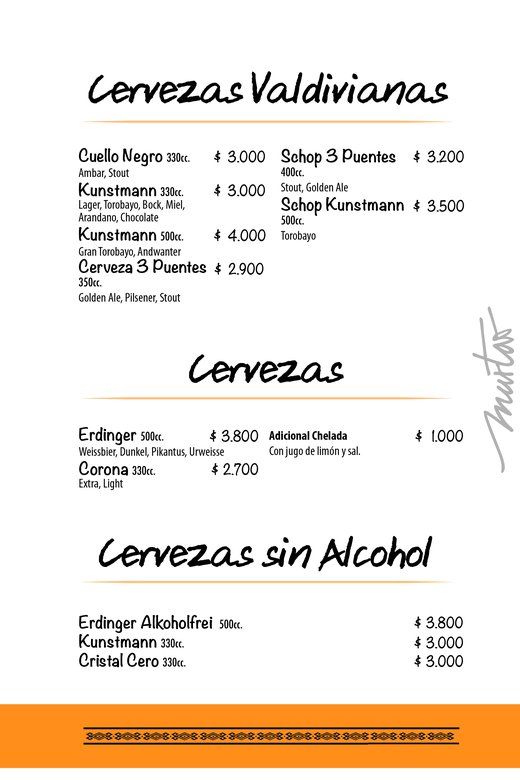 Cervezas Valdivianas
Cuello Negro 330cc. $ 3.000
Ambar, Stout
Kunstmann 330cc. $ 3.000
Lager, Torobayo, Bock, Miel,
Arandano, Chocolate
Kunstmann 500cc. $ 4.000
Gran Torobayo, Andwanter
Cerveza 3 Puentes $ 2.900
350cc.
Golden Ale, Pilsener, Stout
Schop 3 Puentes $ 3.200
400cc.
Stout, Golden Ale
Schop Kunstmann $ 3.500
500cc.
Torobayo
Cervezas
Erdinger 500cc. $ 3.800
Weissbier, Dunkel, Pikantus, Urweisse
Corona 330cc. $ 2.700
Extra, Light
Adicional Chelada $ 1.000
Con jugo de limón y sal.
murtao
Cervezas sin Alcohol
Erdinger Alkoholfrei 500cc. $ 3.800
Kunstmann 330cc. $ 3.000
Cristal Cero 330cc. $ 3.000